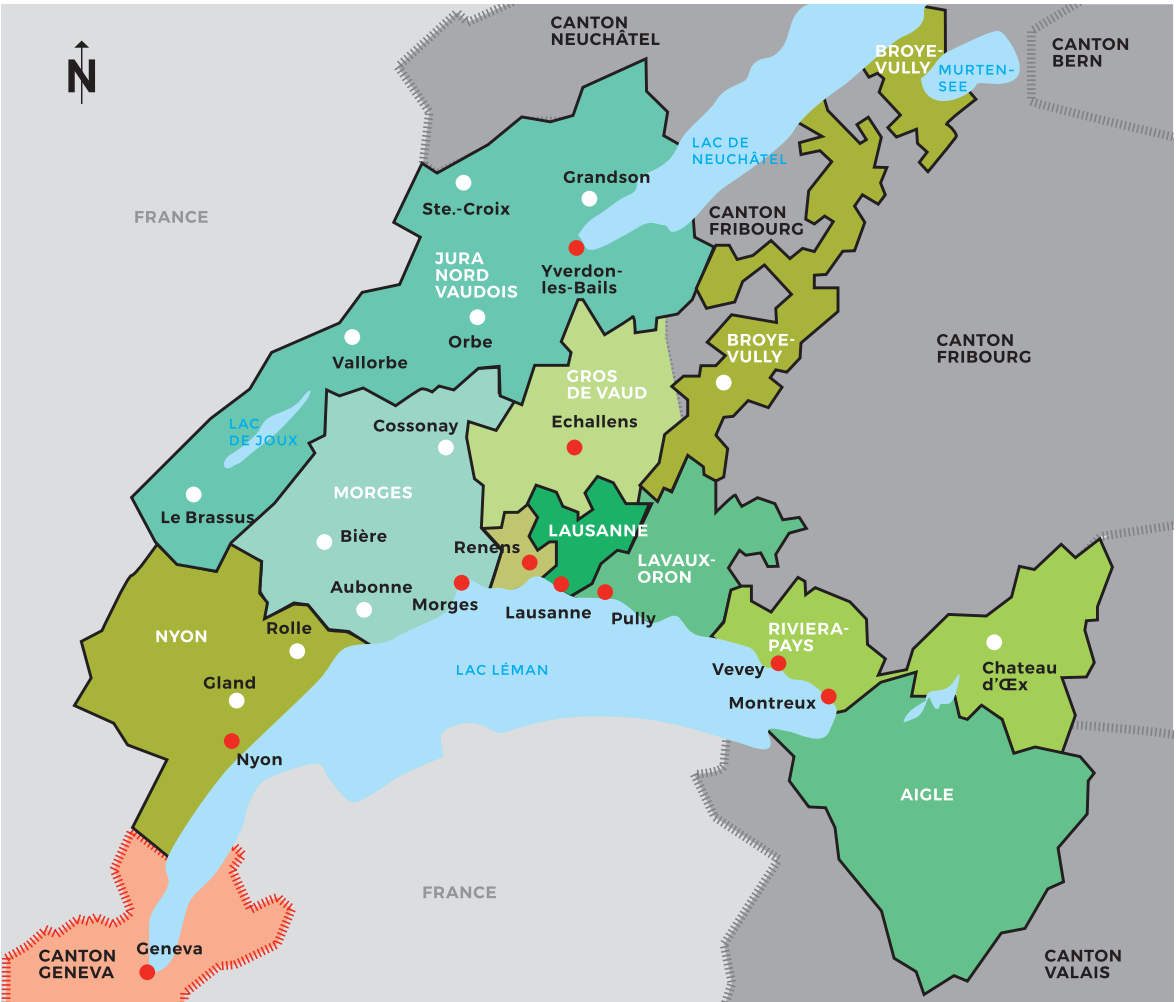 CANTON
NEUCHÂTEL
BROYE-
VULLY
CANTON
BERN
MURTEN-
SEE
N
LAC DE
NEUCHÂTEL
Grandson
Ste.-Croix
FRANCE
CANTON
FRIBOURG
JURA
NORD
VAUDOIS
Yverdon-
les-Bails
Orbe
Vallorbe
BROYE-
VULLY
CANTON
FRIBOURG
GROS
DE VAUD
Echallens
LAC
DE JOUX
Cossonay
MORGES
Le Brassus
Bière
Renens
LAUSANNE
LAVAUX-
ORON
Aubonne
Morges
Lausanne
Pully
NYON
Rolle
RIVIERA-
PAYS
LAC LÉMAN
Vevey
Chateau
d'Œx
Gland
Montreux
Nyon
AIGLE
FRANCE
Geneva
CANTON
GENEVA
CANTON
VALAIS